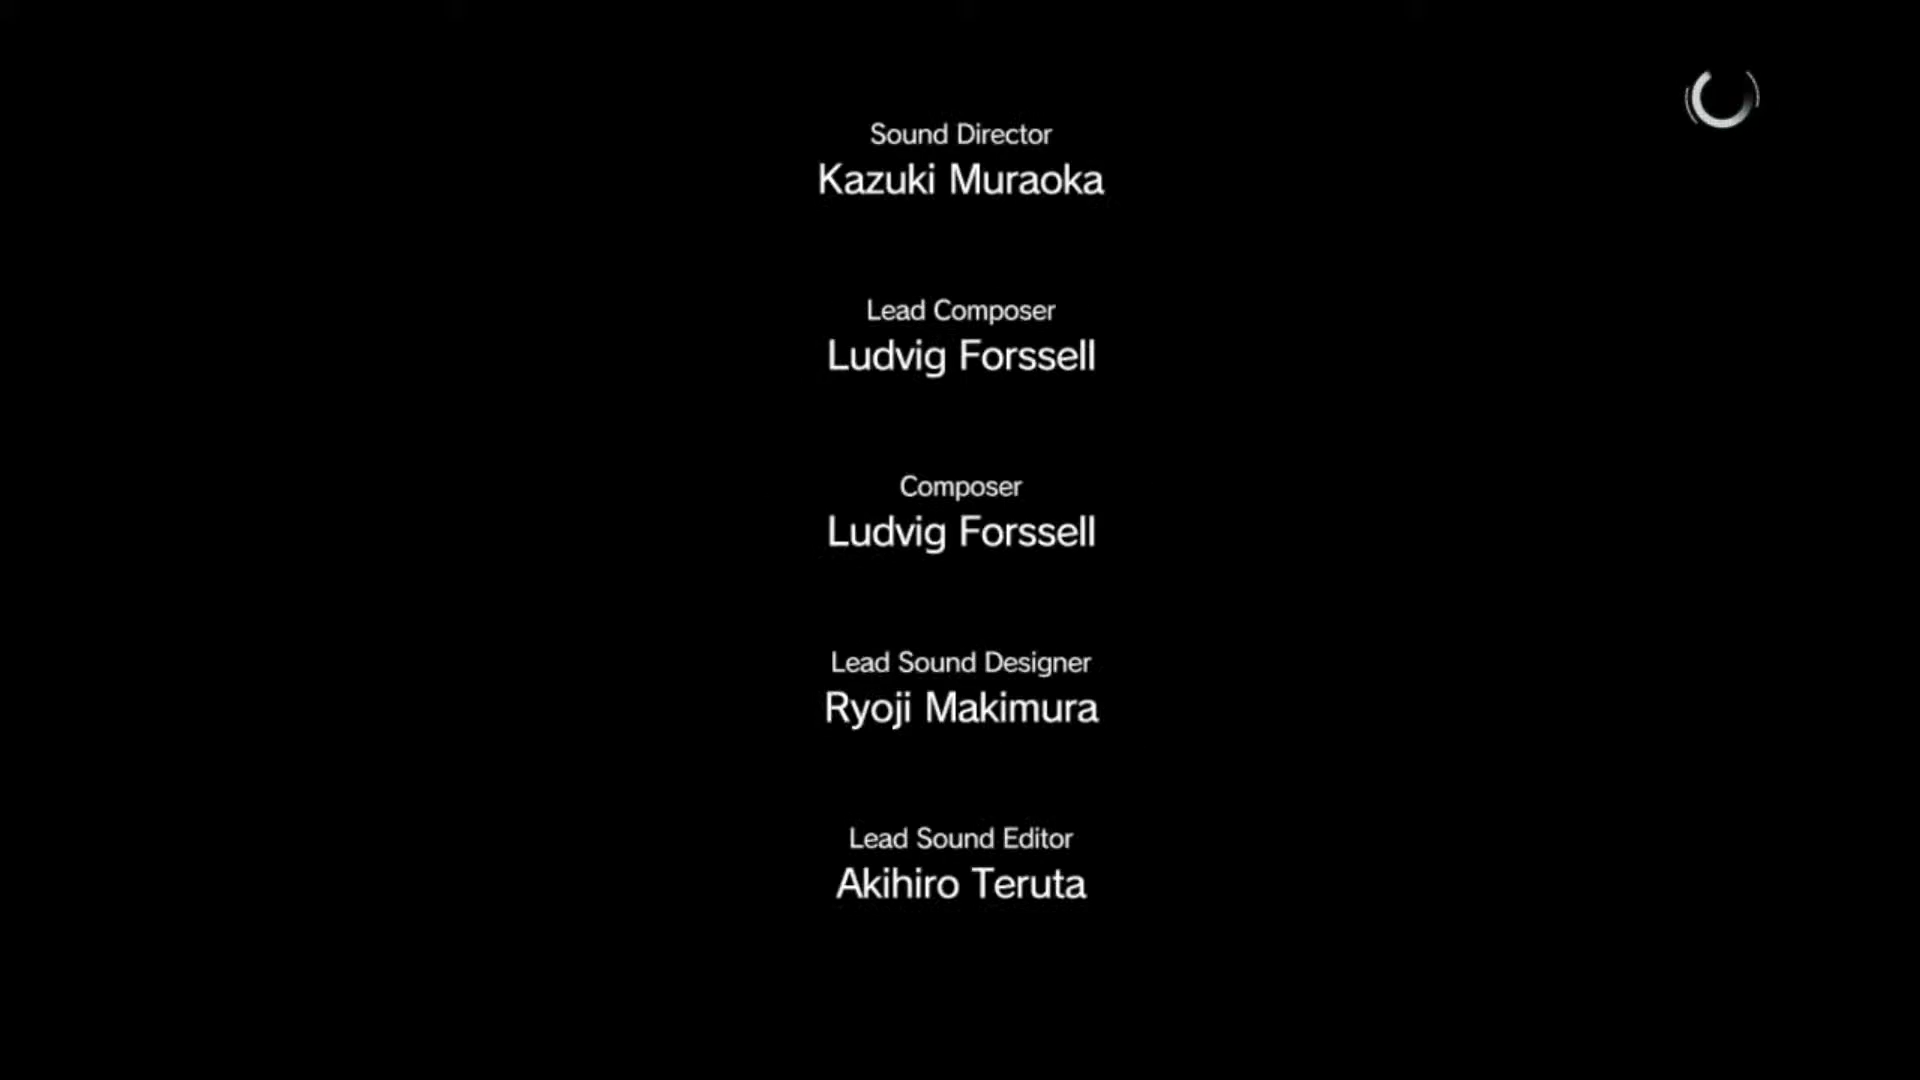 Sound Director
Kazuki Muraoka
Lead Composer
Ludvig Forssell
Composer
Ludvig Forssell
Lead Sound Designer
Ryoji Makimura
Lead Sound Editor
Akihiro Teruta